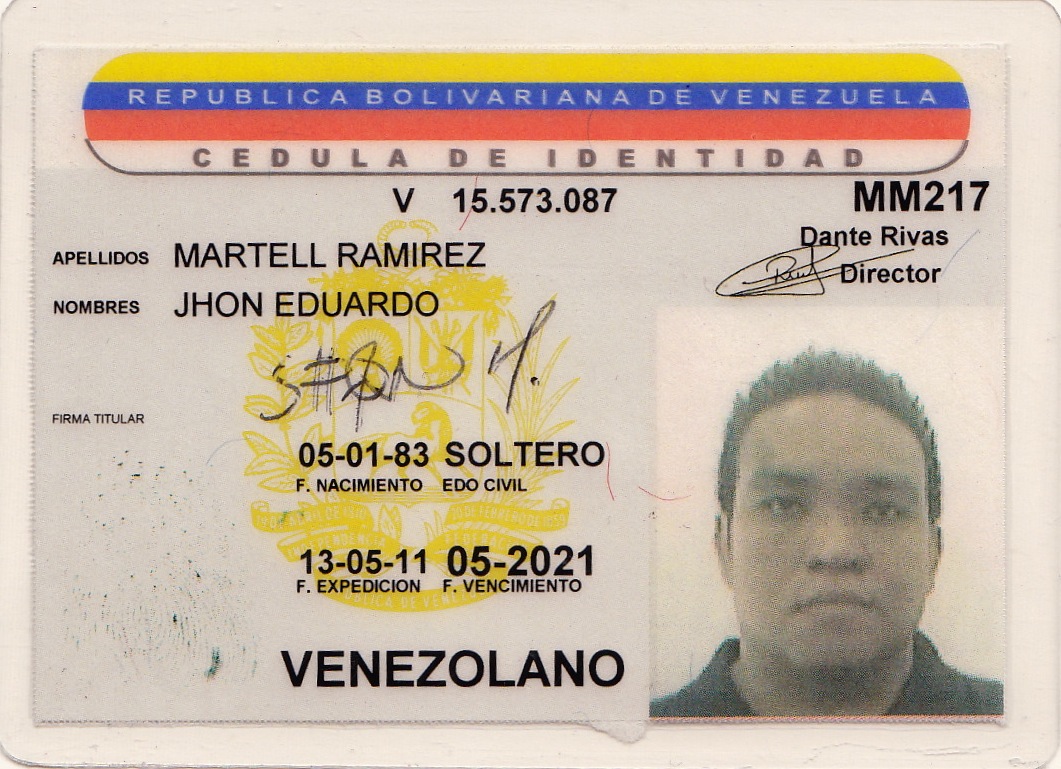 REPUBLICA BOLIVARIANA DE VENEZUELA
CEDULA DE IDENTIDAD
V 15.573.087 MM217
Dante Rivas
Director
APELLIDOS MARTELL RAMIREZ
NOMBRES JHON EDUARDO
FIRMA TITULAR
05-01-83 SOLTERO
F. NACIMIENTO EDO CIVIL
13-05-11 05-2021
F. EXPEDICION F. VENCIMIENTO
VENEZOLANO